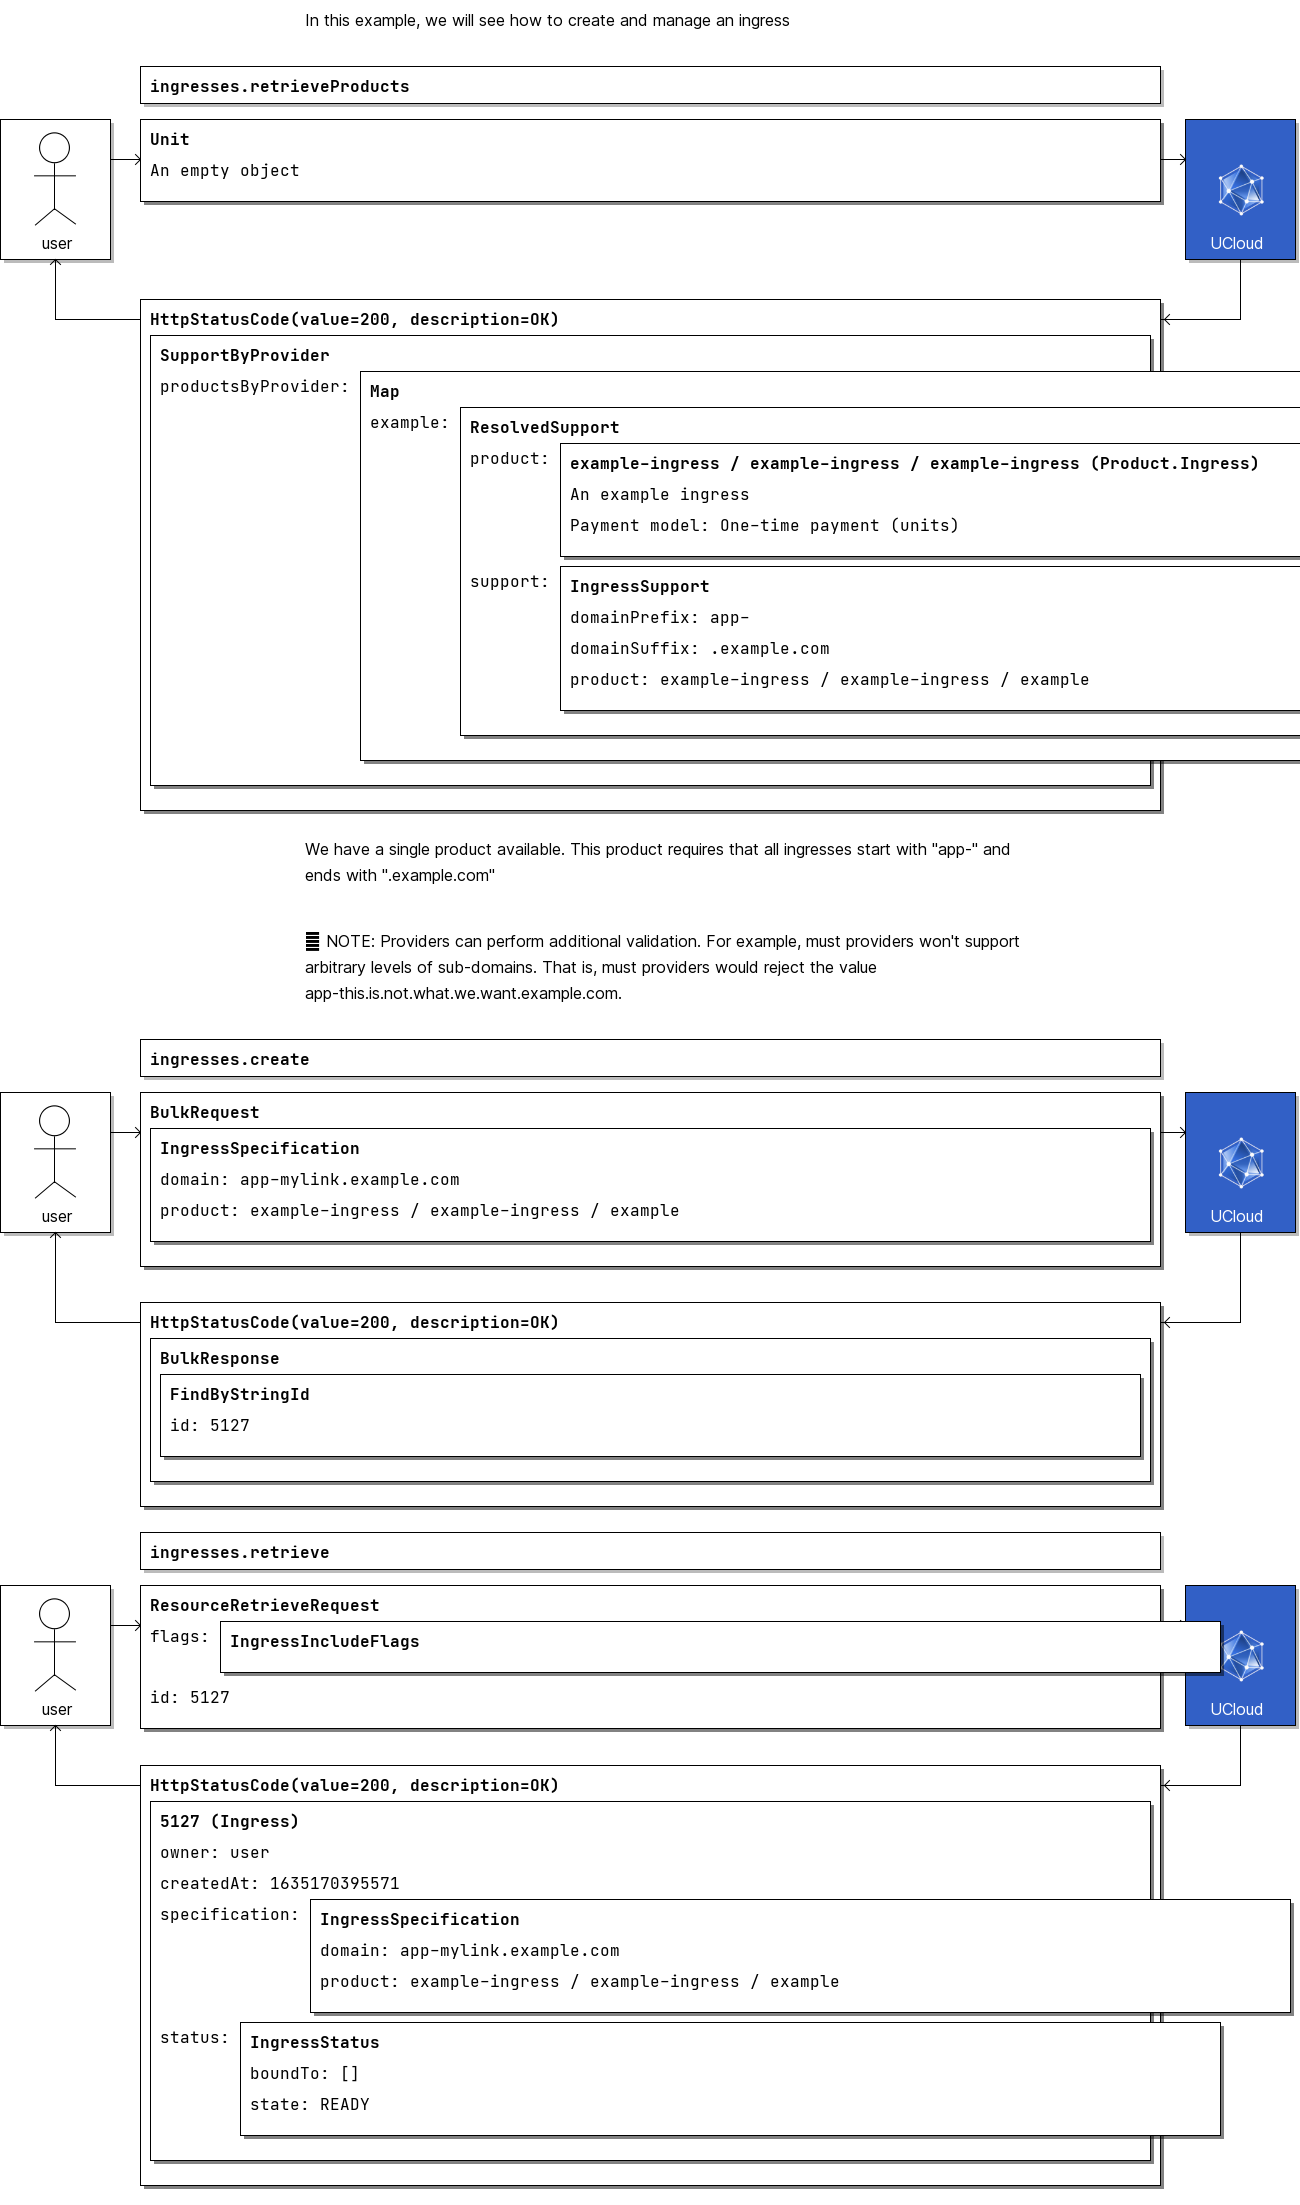 In this example, we will see how to create and manage an ingress
ingresses.retrieveProducts
Unit
An empty object
user
UCloud
HttpStatusCode(value=200, description=OK)
SupportByProvider
productsByProvider:
Map
example:
ResolvedSupport
product:
example-ingress / example-ingress / example-ingress (Product.Ingress)
An example ingress
Payment model: One-time payment (units)
support:
IngressSupport
domainPrefix: app-
domainSuffix: .example.com
product: example-ingress / example-ingress / example
We have a single product available. This product requires that all ingresses start with "app-" and
ends with ".example.com"
NOTE: Providers can perform additional validation. For example, must providers won't support
arbitrary levels of sub-domains. That is, must providers would reject the value
app-this.is.not.what.we.want.example.com.
ingresses.create
BulkRequest
IngressSpecification
domain: app-mylink.example.com
product: example-ingress / example-ingress / example
user
UCloud
HttpStatusCode(value=200, description=OK)
BulkResponse
FindByStringId
id: 5127
ingresses.retrieve
ResourceRetrieveRequest
flags:
IngressIncludeFlags
id: 5127
user
UCloud
HttpStatusCode(value=200, description=OK)
5127 (Ingress)
owner: user
createdAt: 1635170395571
specification:
IngressSpecification
domain: app-mylink.example.com
product: example-ingress / example-ingress / example
status:
IngressStatus
boundTo: []
state: READY